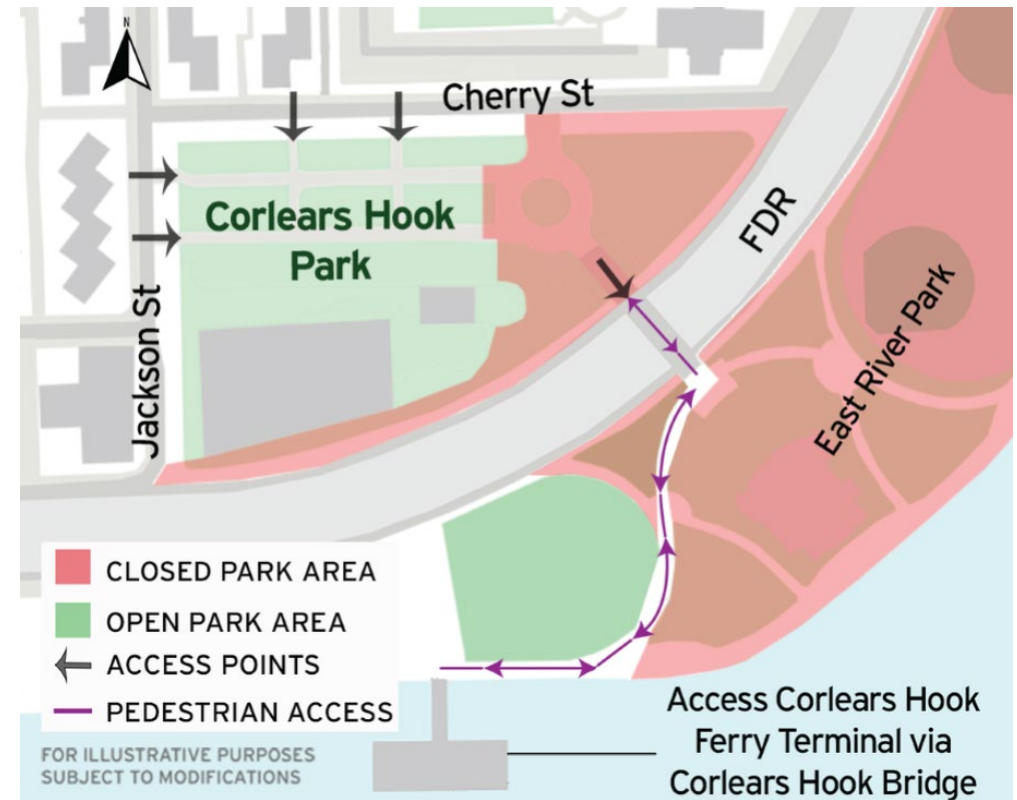 N
Cherry St
Corlears Hook
Park
FDR
Jackson St
East River Park
CLOSED PARK AREA
OPEN PARK AREA
ACCESS POINTS
PEDESTRIAN ACCESS
FOR ILLUSTRATIVE PURPOSES
SUBJECT TO MODIFICATIONS
Access Corlears Hook
Ferry Terminal via
Corlears Hook Bridge